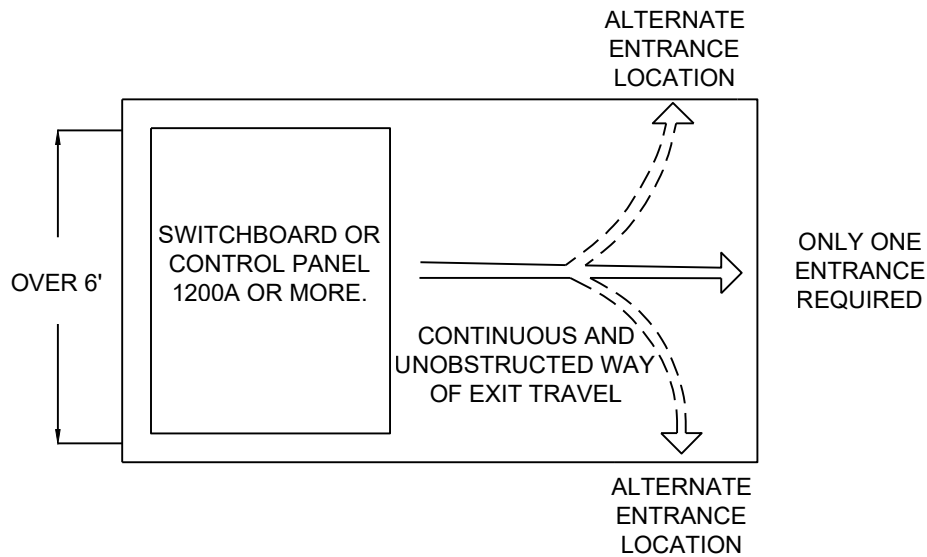 ALTERNATE
ENTRANCE
LOCATION
OVER 6'
SWITCHBOARD OR
CONTROL PANEL
1200A OR MORE.
CONTINUOUS AND
UNOBSTRUCTED WAY
OF EXIT TRAVEL
ONLY ONE
ENTRANCE
REQUIRED
ALTERNATE
ENTRANCE
LOCATION